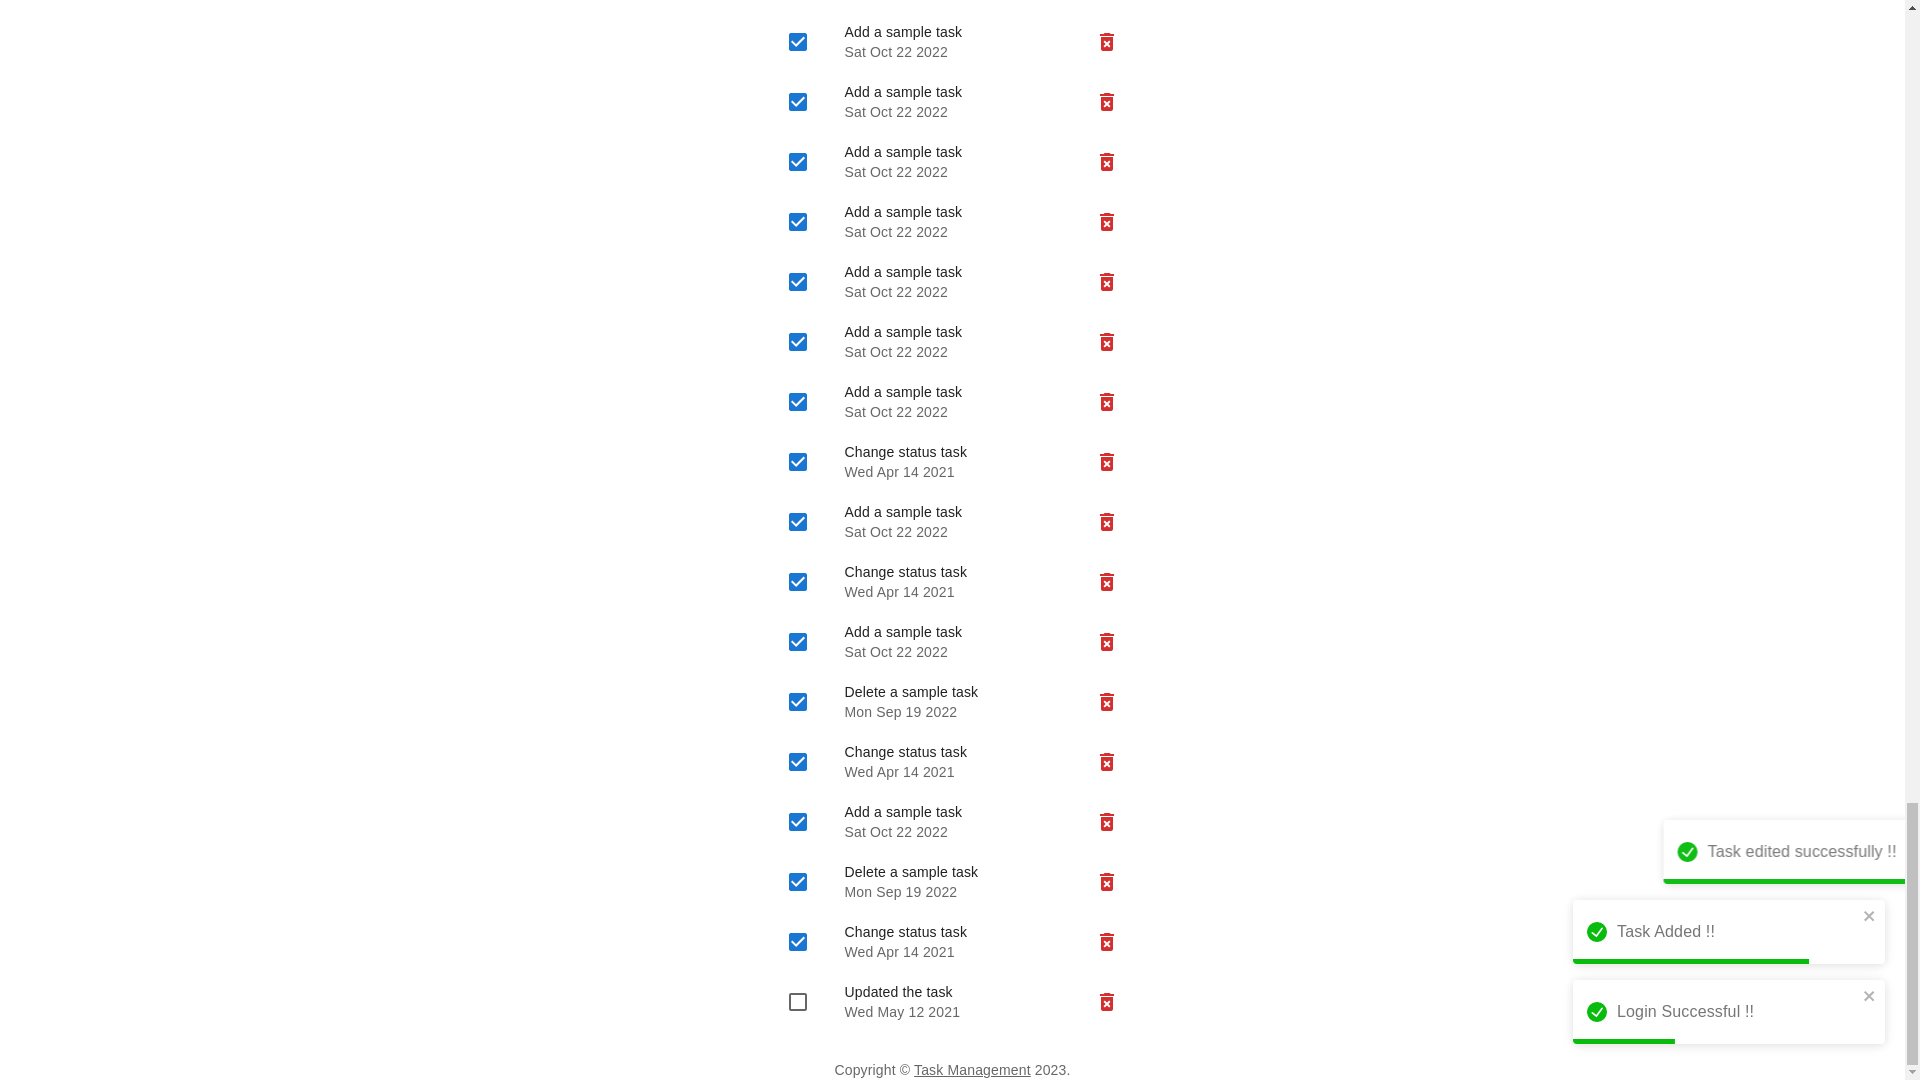 Add a sample task
Sat Oct 22 2022
Add a sample task
Sat Oct 22 2022
Add a sample task
Sat Oct 22 2022
Add a sample task
Sat Oct 22 2022
Add a sample task
Sat Oct 22 2022
Add a sample task
Sat Oct 22 2022
Add a sample task
Sat Oct 22 2022
Change status task
Wed Apr 14 2021
Add a sample task
Sat Oct 22 2022
Change status task
Wed Apr 14 2021
Add a sample task
Sat Oct 22 2022
Delete a sample task
Mon Sep 19 2022
Change status task
Wed Apr 14 2021
Add a sample task
Sat Oct 22 2022
Delete a sample task
Mon Sep 19 2022
Change status task
Wed Apr 14 2021
Updated the task
Wed May 12 2021
Task edited successfully !!
Task Added !!
Login Successful !!
Copyright © Task Management 2023.